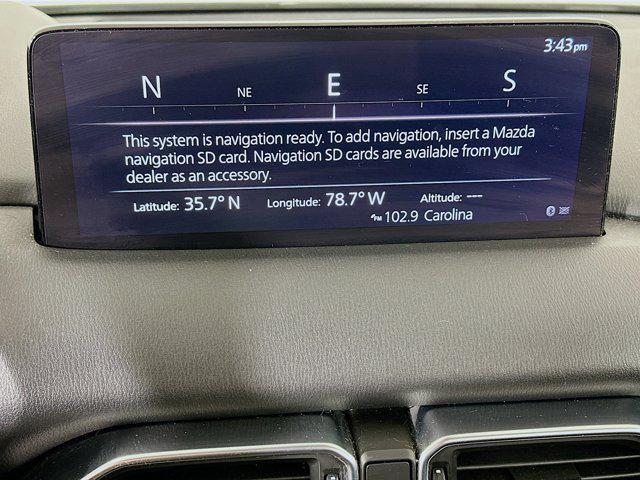 3:43pm
N NE E SE S
This system is navigation ready. To add navigation, insert a Mazda
navigation SD card. Navigation SD cards are available from your
dealer as an accessory.
Latitude: 35.7° N Longitude: 78.7° W Altitude: ---
FM 102.9 Carolina